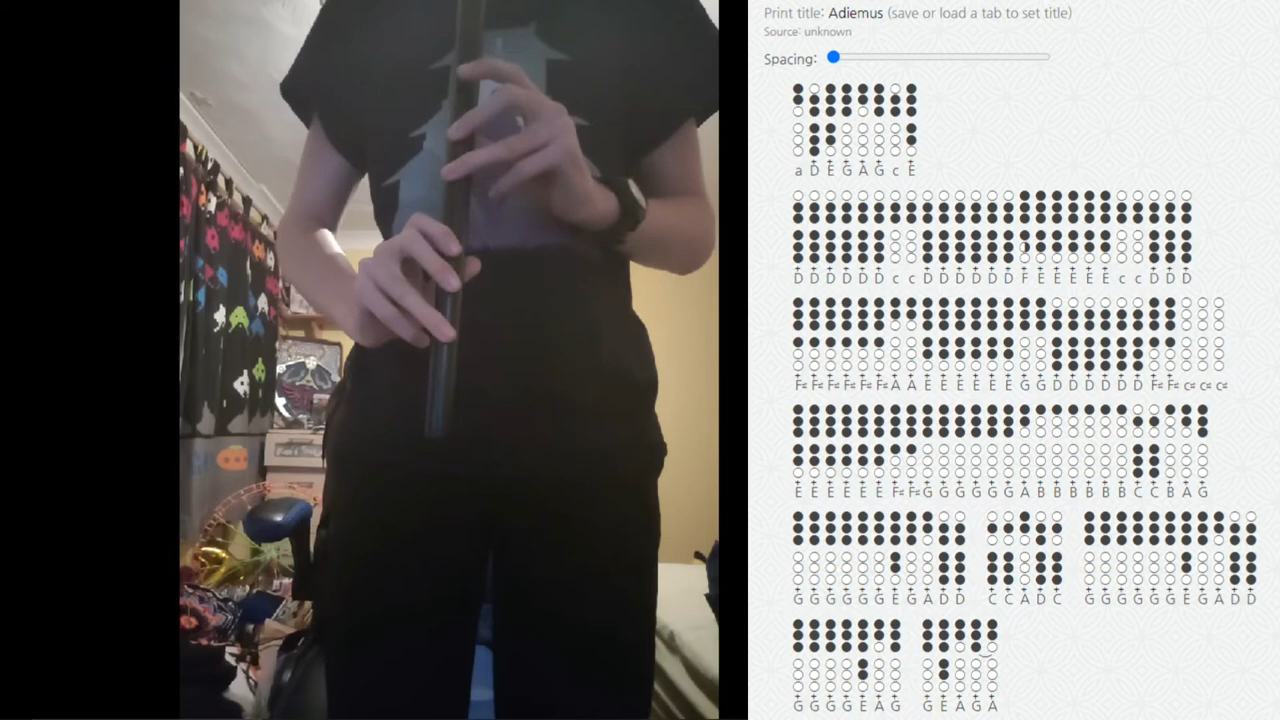 Print title: Adiemus (save or load a tab to set title)
Source: unknown
Spacing:
a D E G A G c E
D D D D D D c c D D D D D D F E E E E E c c D D D
F♯ F♯ F♯ F♯ F♯ F♯ A A E E E E E E G G D D D D D D F♯ F♯ c♯ c♯ c♯
E E E E E E F♯ F♯ G G G G G G A B B B B B B C C B A G
G G G G G G E G A D D C C A D C G G G G G G E G A D D
G G G G E A G G E A G A